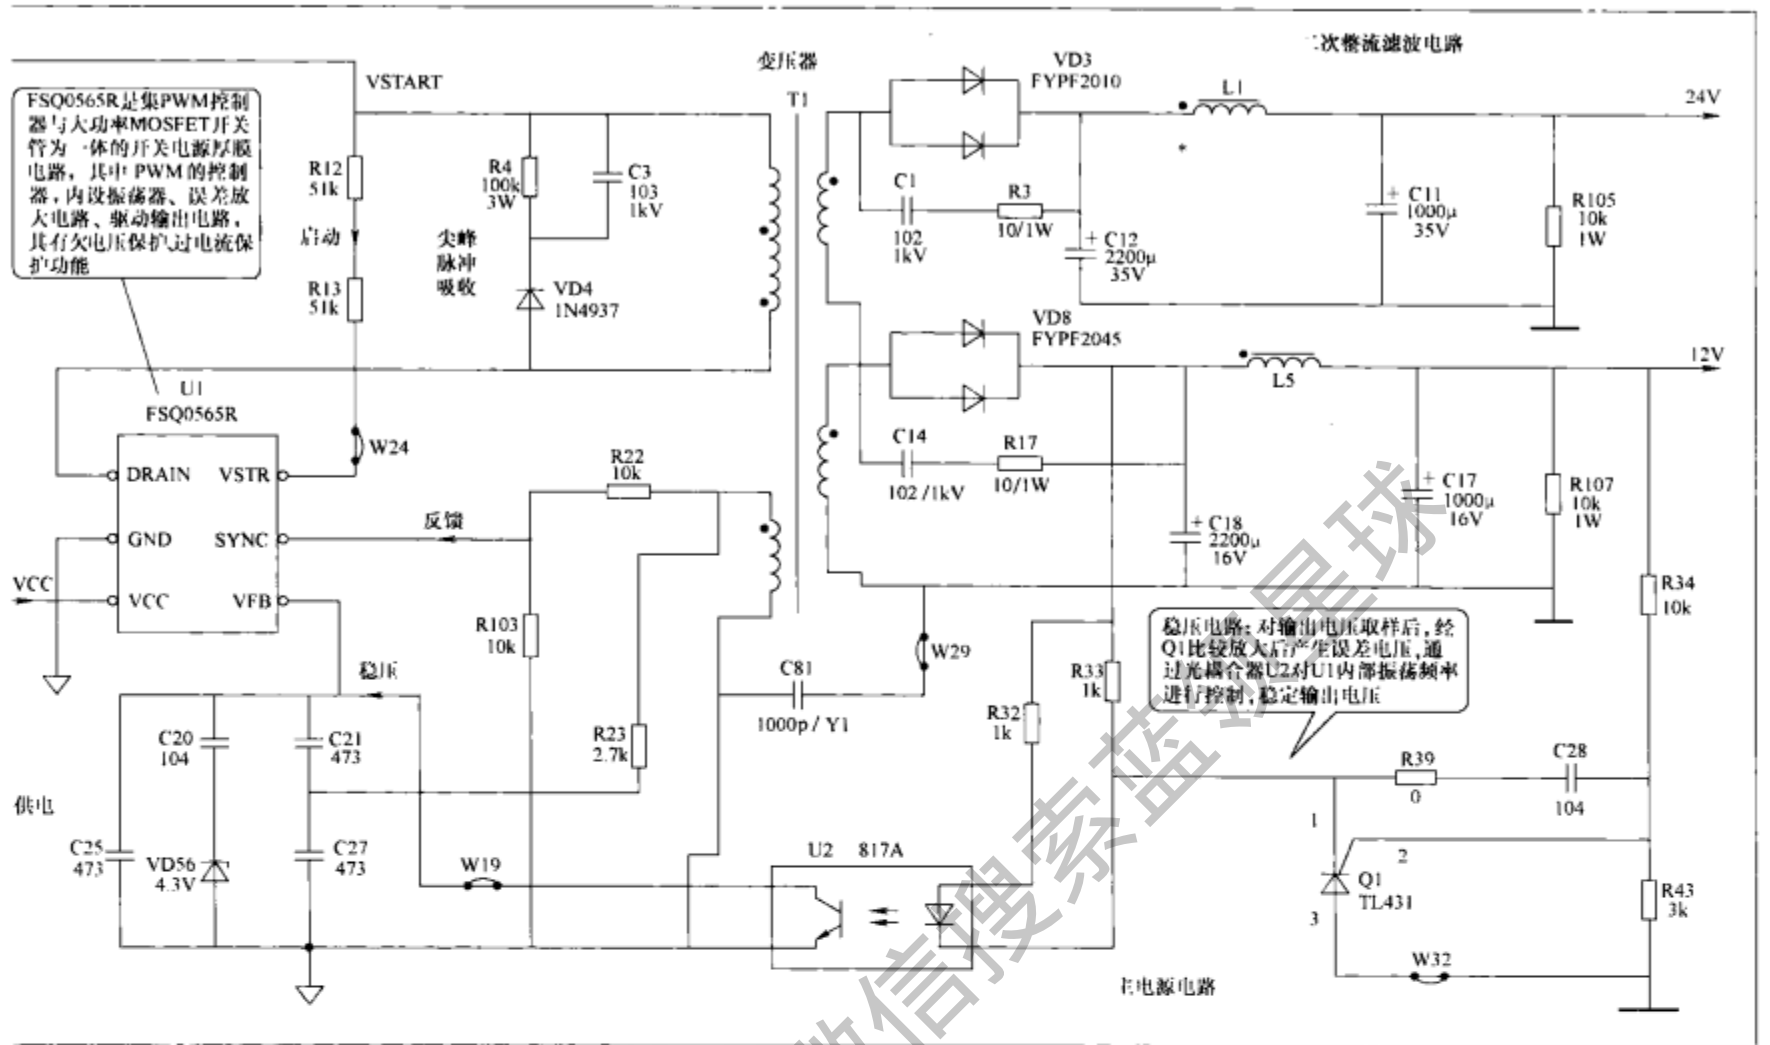 二次整流滤波电路
变压器
VD3
FYPF2010
VSTART
T1
L1
24V
FSQ0565R是集PWM控制
器与大功率MOSFET开关
管为一体的开关电源厚膜
电路，其中PWM的控制
器，内设振荡器、误差放
大电路、驱动输出电路，
具有欠电压保护、过电流保
护功能
R12
51k
R4
100k
3W
C3
103
1kV
C1
102
1kV
R3
10/1W
C12
2200μ
35V
C11
1000μ
35V
R105
10k
1W
启动
尖峰
脉冲
吸收
R13
51k
VD4
1N4937
VD8
FYPF2045
L5
12V
U1
FSQ0565R
W24
DRAIN
VSTR
GND
SYNC
VCC
VCC
VFB
R22
10k
反馈
C14
102/1kV
R17
10/1W
C18
2200μ
16V
C17
1000μ
16V
R107
10k
1W
R34
10k
R103
10k
W29
稳压
C81
1000p/Y1
R33
1k
R32
1k
稳压电路：对输出电压取样后，经
Q1比较放大后产生误差电压，通
过光耦合器U2对U1内部振荡频率
进行控制，稳定输出电压
C20
104
C21
473
R23
2.7k
R39
0
C28
104
供电
C25
473
VD56
4.3V
C27
473
W19
U2
817A
1
2
3
Q1
TL431
R43
3k
W32
主电源电路
微信搜索蓝领星球